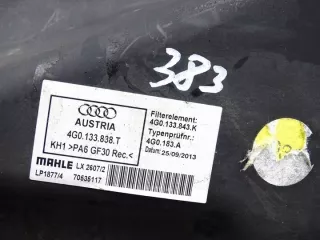 383
AUSTRIA
4G0.133.838.T
KH1 >PA6 GF30 Rec.<
MAHLE LX 2607/2
LP1877/4 70635117
Filterelement:
4G0.133.843.K
Typenprüfnr.:
4G0.183.A
Datum: 25/09/2013